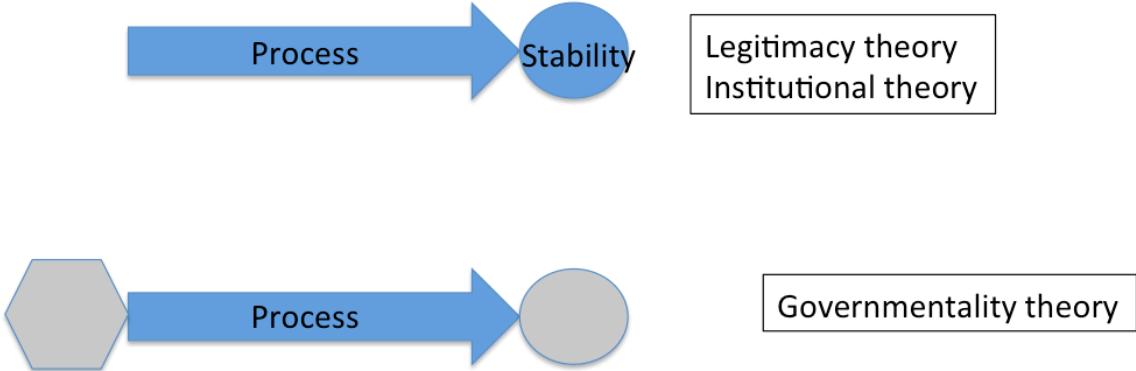 Process
Stability
Legitimacy theory
Institutional theory
Process
Governmentality theory